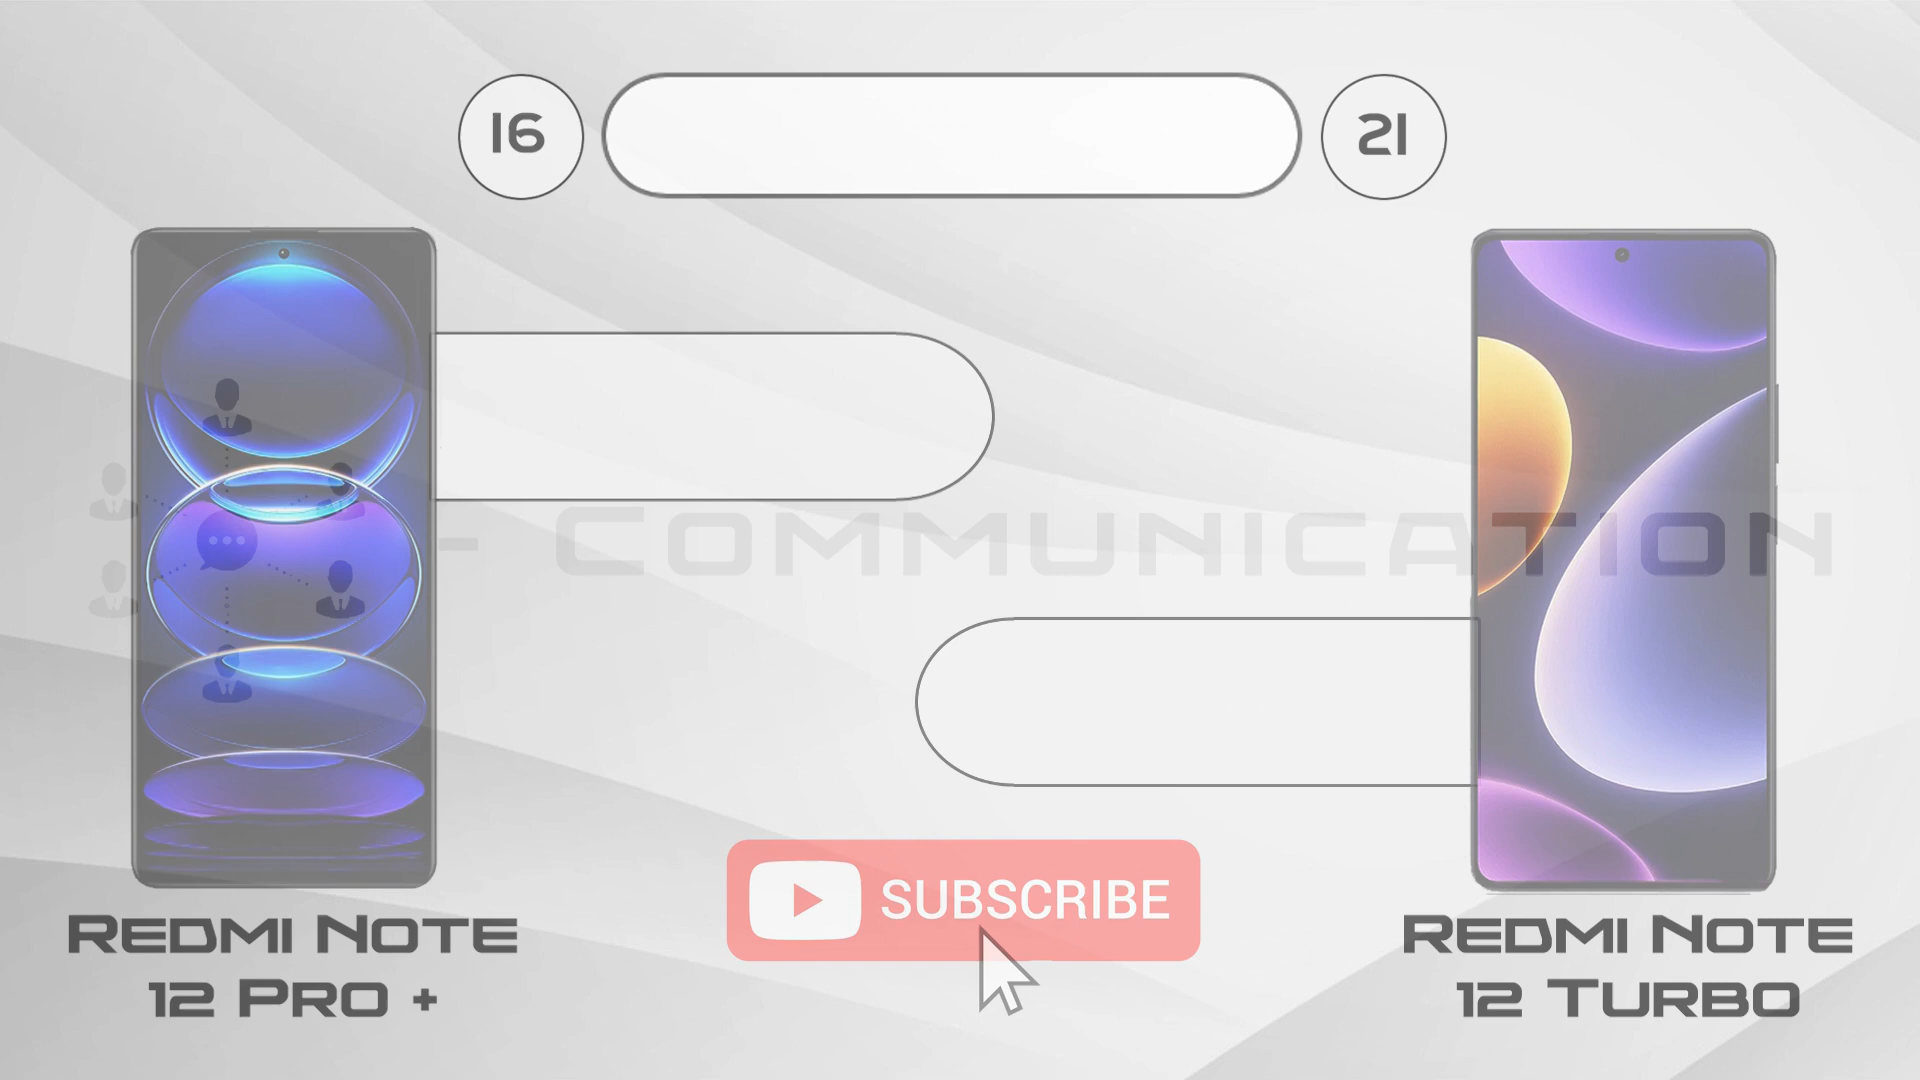 16
21
- Communication
SUBSCRIBE
Redmi Note
12 Pro +
Redmi Note
12 Turbo